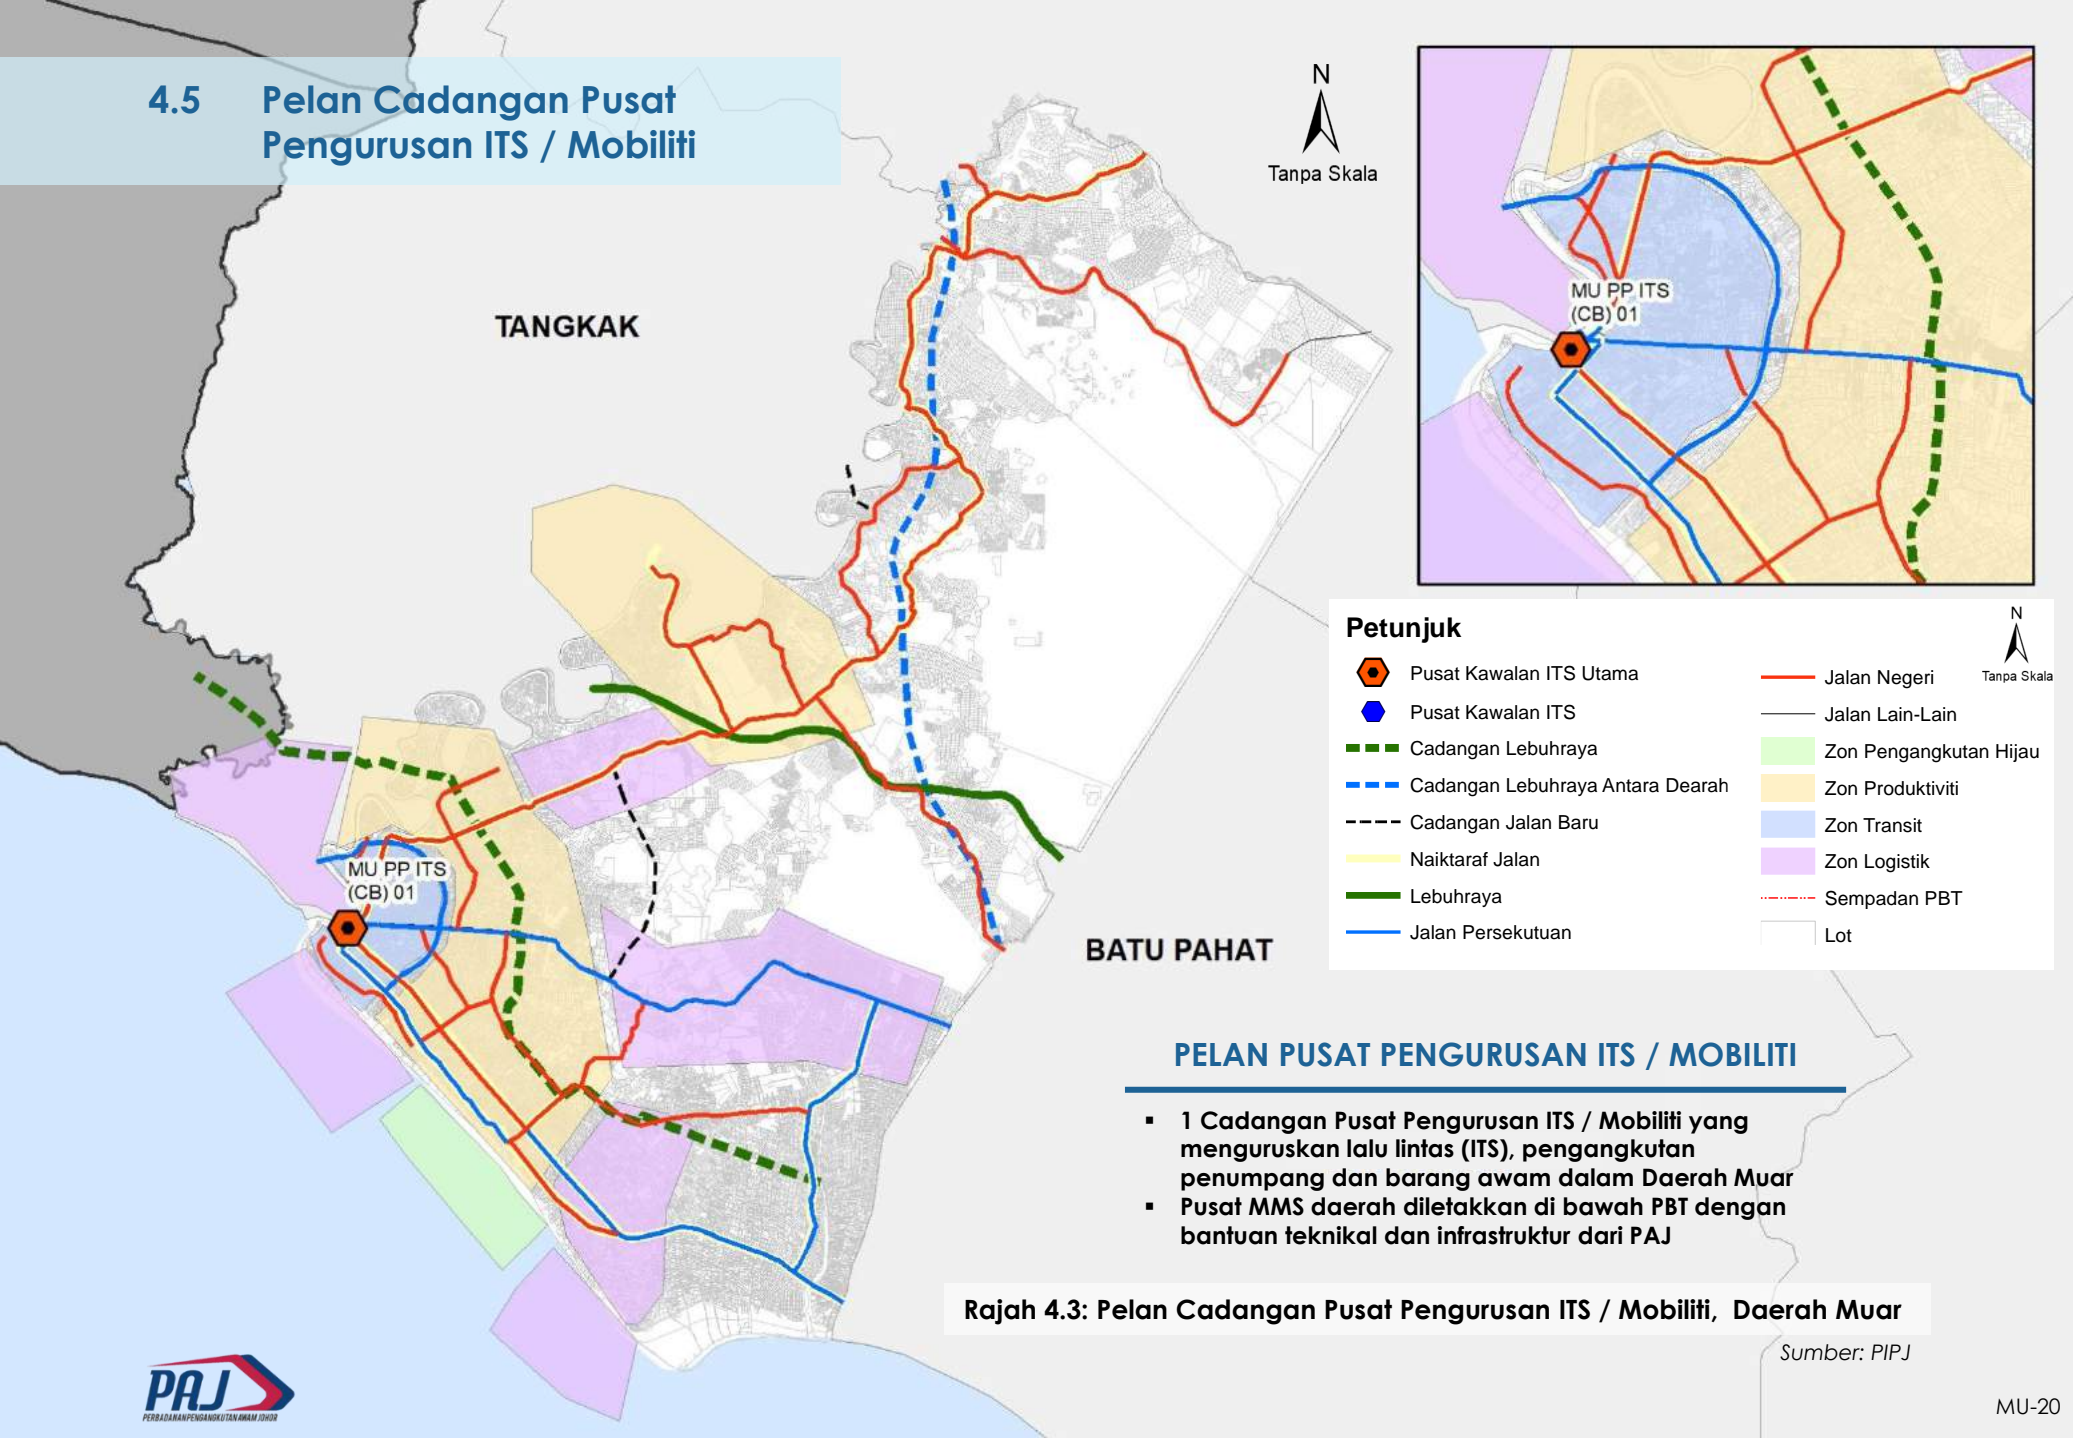 4.5 Pelan Cadangan Pusat
Pengurusan ITS / Mobiliti
N
Tanpa Skala
TANGKAK
MU PP ITS
(CB) 01
MU PP ITS
(CB) 01
BATU PAHAT
Petunjuk
N
Tanpa Skala
Pusat Kawalan ITS Utama
Pusat Kawalan ITS
Cadangan Lebuhraya
Cadangan Lebuhraya Antara Dearah
Cadangan Jalan Baru
Naiktaraf Jalan
Lebuhraya
Jalan Persekutuan
Jalan Negeri
Jalan Lain-Lain
Zon Pengangkutan Hijau
Zon Produktiviti
Zon Transit
Zon Logistik
Sempadan PBT
Lot
PELAN PUSAT PENGURUSAN ITS / MOBILITI
▪ 1 Cadangan Pusat Pengurusan ITS / Mobiliti yang
menguruskan lalu lintas (ITS), pengangkutan
penumpang dan barang awam dalam Daerah Muar
▪ Pusat MMS daerah diletakkan di bawah PBT dengan
bantuan teknikal dan infrastruktur dari PAJ
Rajah 4.3: Pelan Cadangan Pusat Pengurusan ITS / Mobiliti, Daerah Muar
Sumber: PIPJ
PAJ
PERBADANAN PENGANGKUTAN AWAM JOHOR
MU-20